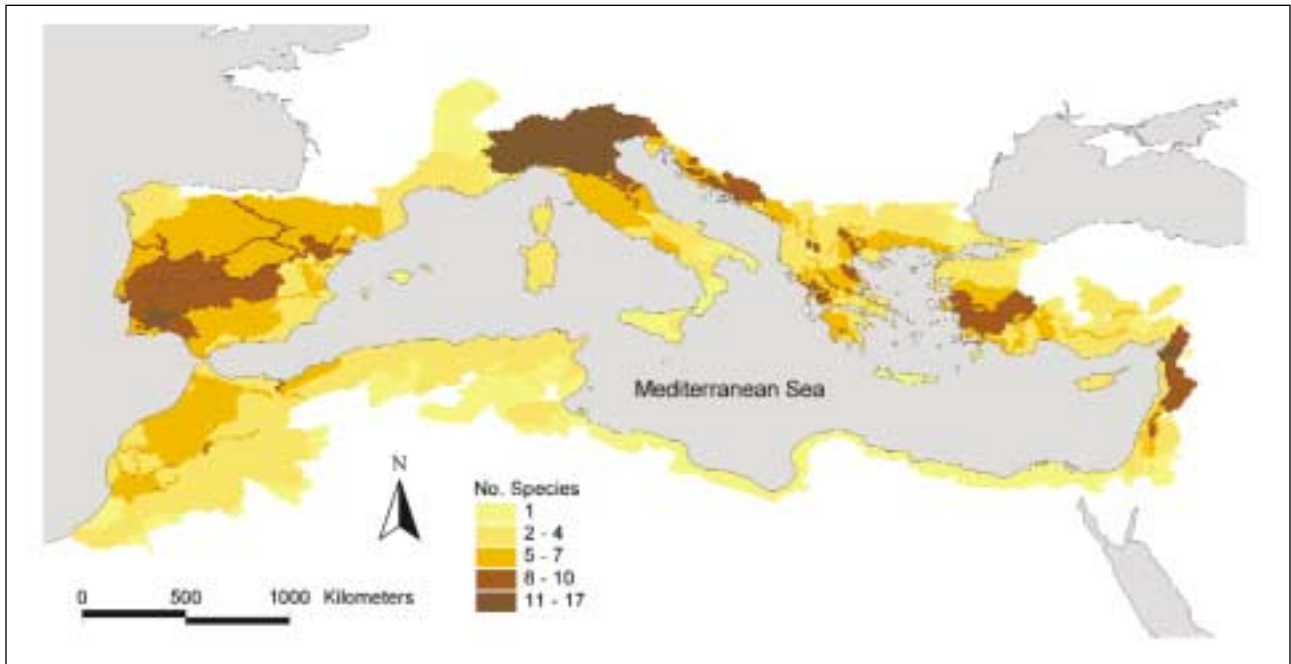 Mediterranean Sea
N
No. Species
1
2 - 4
5 - 7
8 - 10
11 - 17
0 500 1000 Kilometers